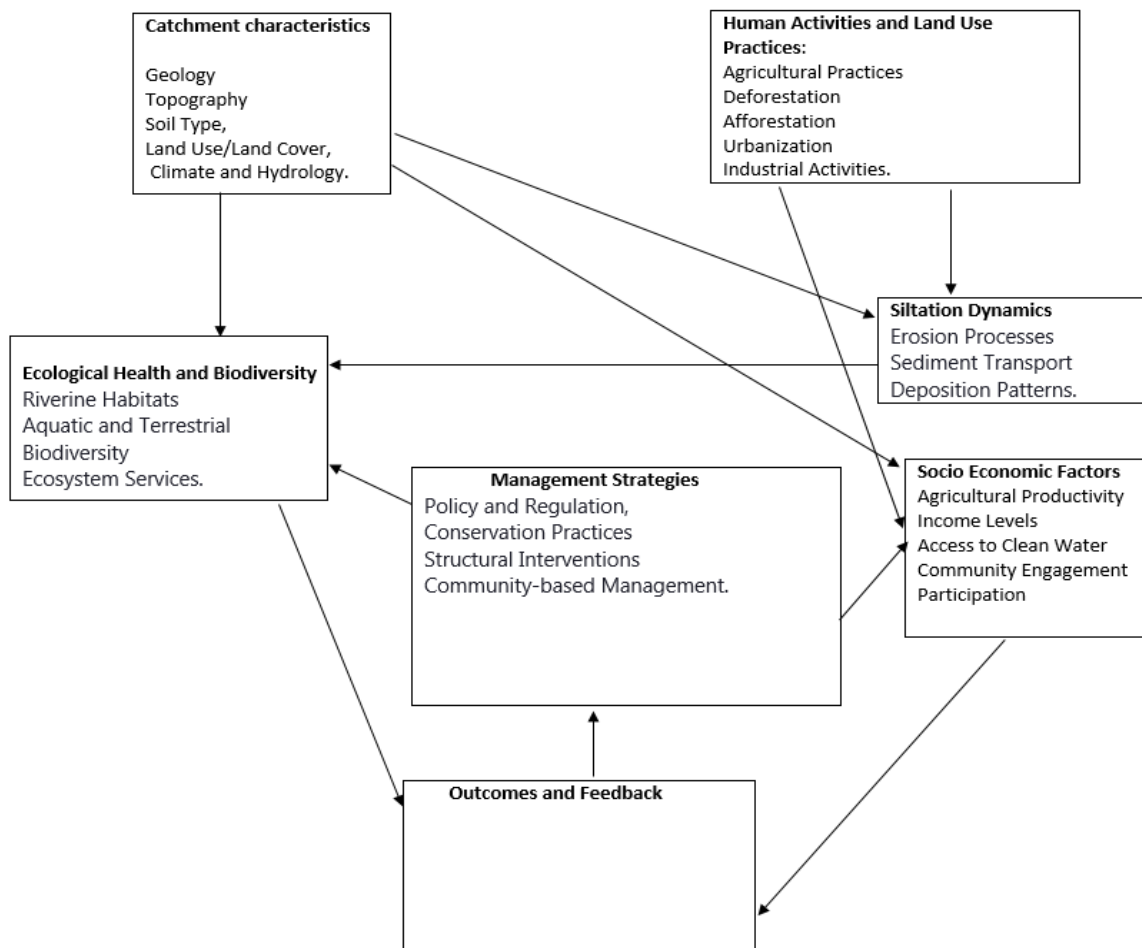 Catchment characteristics
Geology
Topography
Soil Type,
Land Use/Land Cover,
Climate and Hydrology.
Human Activities and Land Use
Practices:
Agricultural Practices
Deforestation
Afforestation
Urbanization
Industrial Activities.
Siltation Dynamics
Erosion Processes
Sediment Transport
Deposition Patterns.
Ecological Health and Biodiversity
Riverine Habitats
Aquatic and Terrestrial
Biodiversity
Ecosystem Services.
Management Strategies
Policy and Regulation,
Conservation Practices
Structural Interventions
Community-based Management.
Socio Economic Factors
Agricultural Productivity
Income Levels
Access to Clean Water
Community Engagement
Participation
Outcomes and Feedback